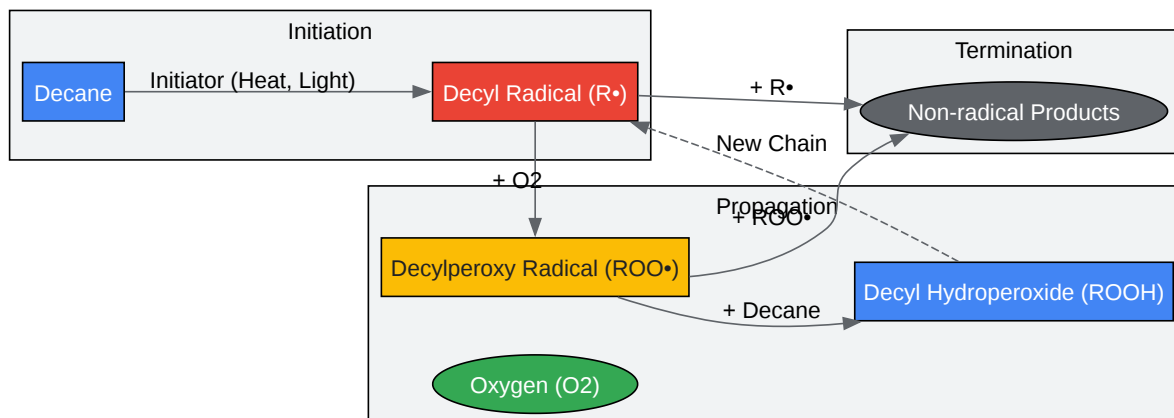 Initiation
Termination
Decane
Initiator (Heat, Light)
Decyl Radical (R•)
+ R•
Non-radical Products
New Chain
+ O2
Propagation
+ ROO•
Decylperoxy Radical (ROO•)
Decyl Hydroperoxide (ROOH)
+ Decane
Oxygen (O2)